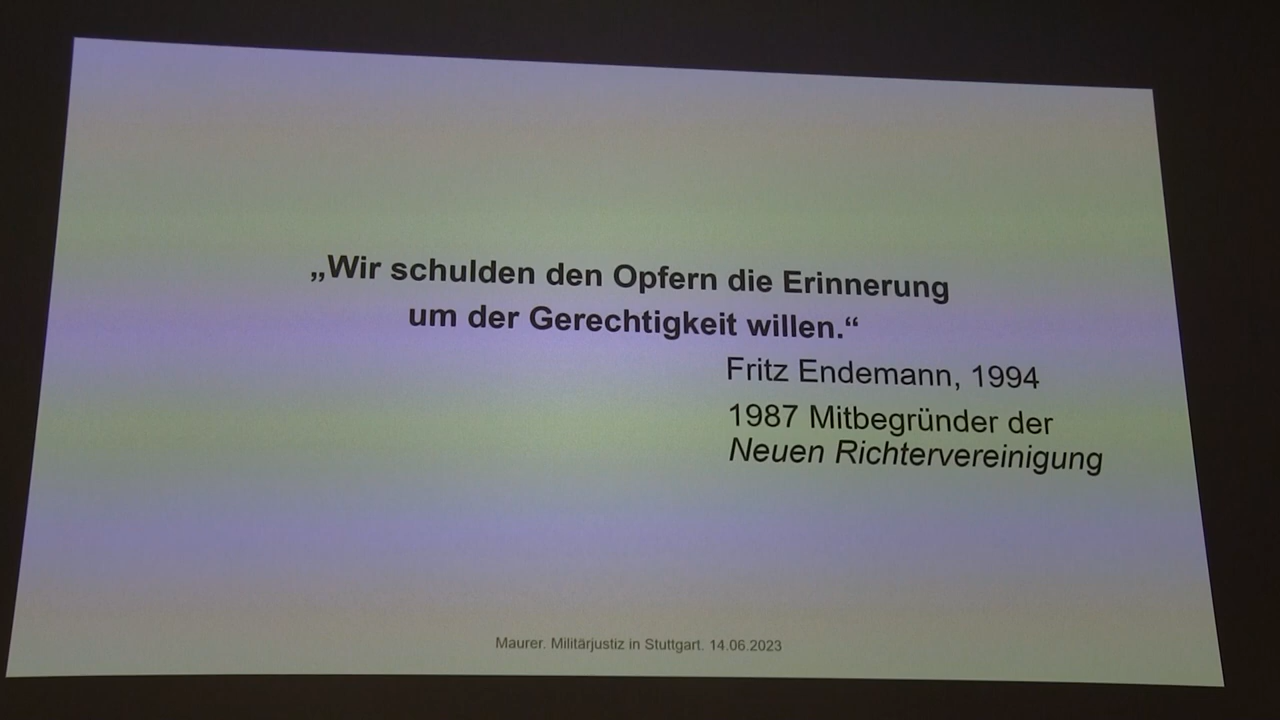 „Wir schulden den Opfern die Erinnerung
um der Gerechtigkeit willen.“
Fritz Endemann, 1994
1987 Mitbegründer der
Neuen Richtervereinigung
Maurer. Militärjustiz in Stuttgart. 14.06.2023